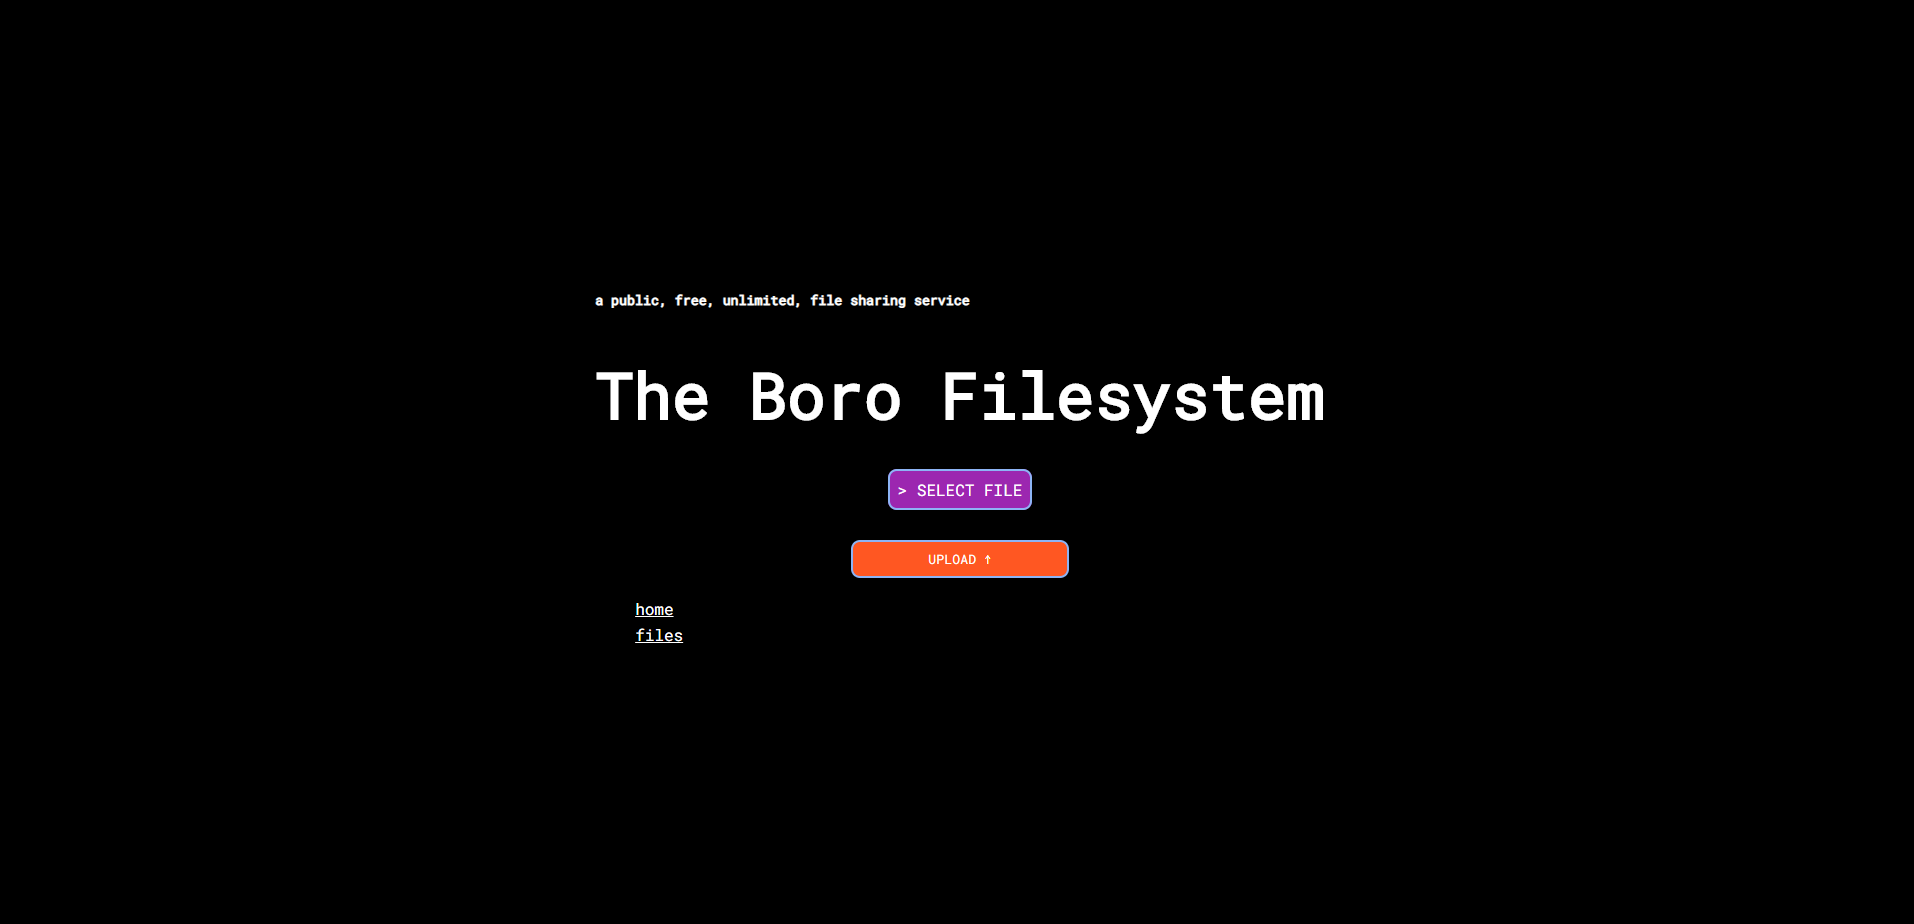 a public, free, unlimited, file sharing service
The Boro Filesystem
> SELECT FILE
UPLOAD ↑
home
files